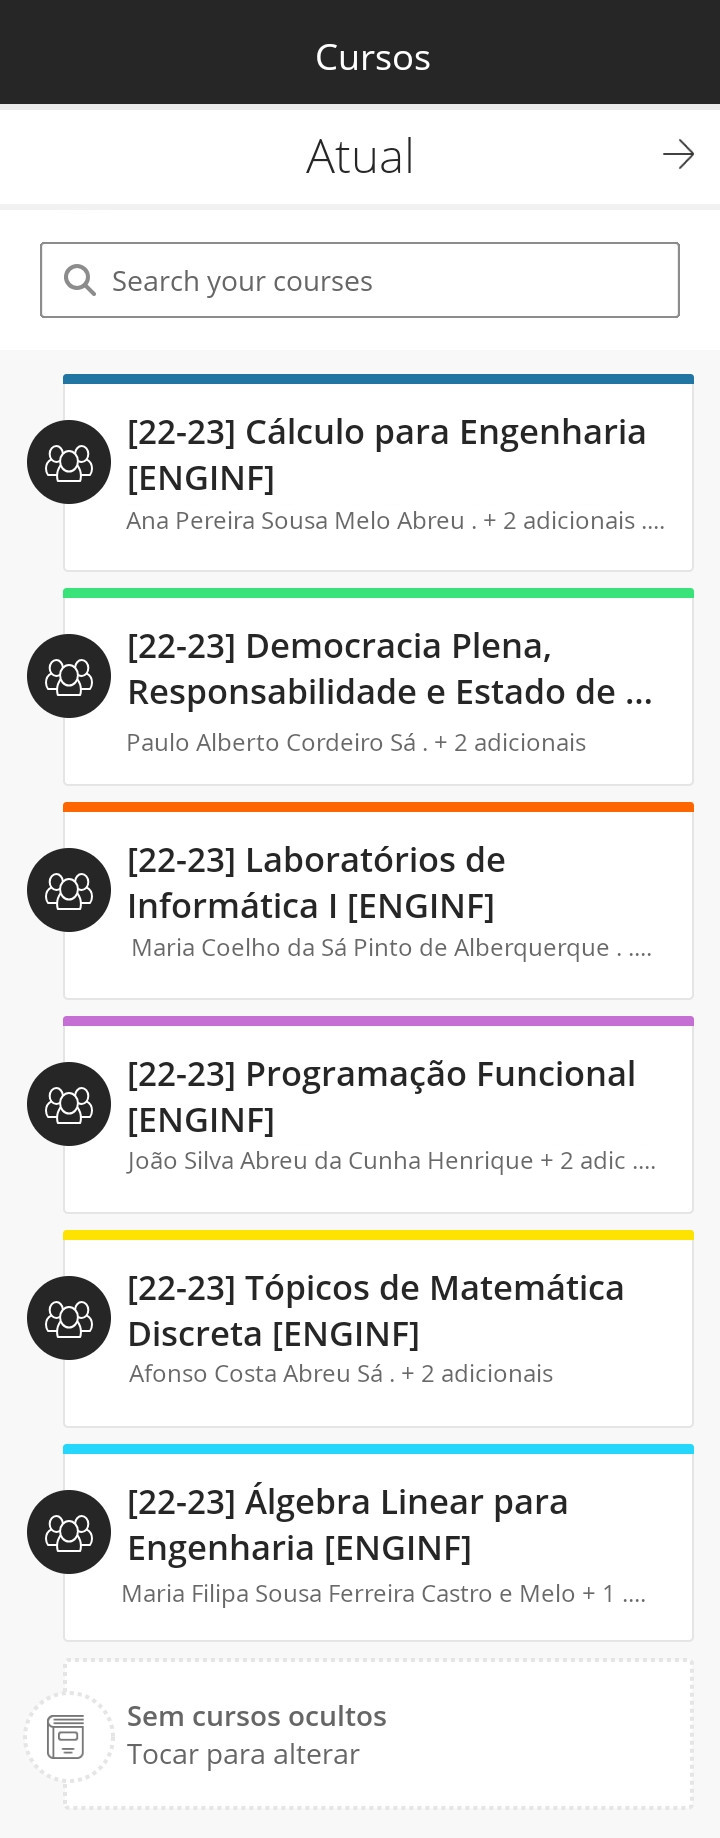 Cursos
Atual
Search your courses
[22-23] Cálculo para Engenharia
[ENGINF]
Ana Pereira Sousa Melo Abreu . + 2 adicionais ....
[22-23] Democracia Plena,
Responsabilidade e Estado de ...
Paulo Alberto Cordeiro Sá . + 2 adicionais
[22-23] Laboratórios de
Informática I [ENGINF]
Maria Coelho da Sá Pinto de Alberquerque . ....
[22-23] Programação Funcional
[ENGINF]
João Silva Abreu da Cunha Henrique + 2 adic ....
[22-23] Tópicos de Matemática
Discreta [ENGINF]
Afonso Costa Abreu Sá . + 2 adicionais
[22-23] Álgebra Linear para
Engenharia [ENGINF]
Maria Filipa Sousa Ferreira Castro e Melo + 1 ....
Sem cursos ocultos
Tocar para alterar